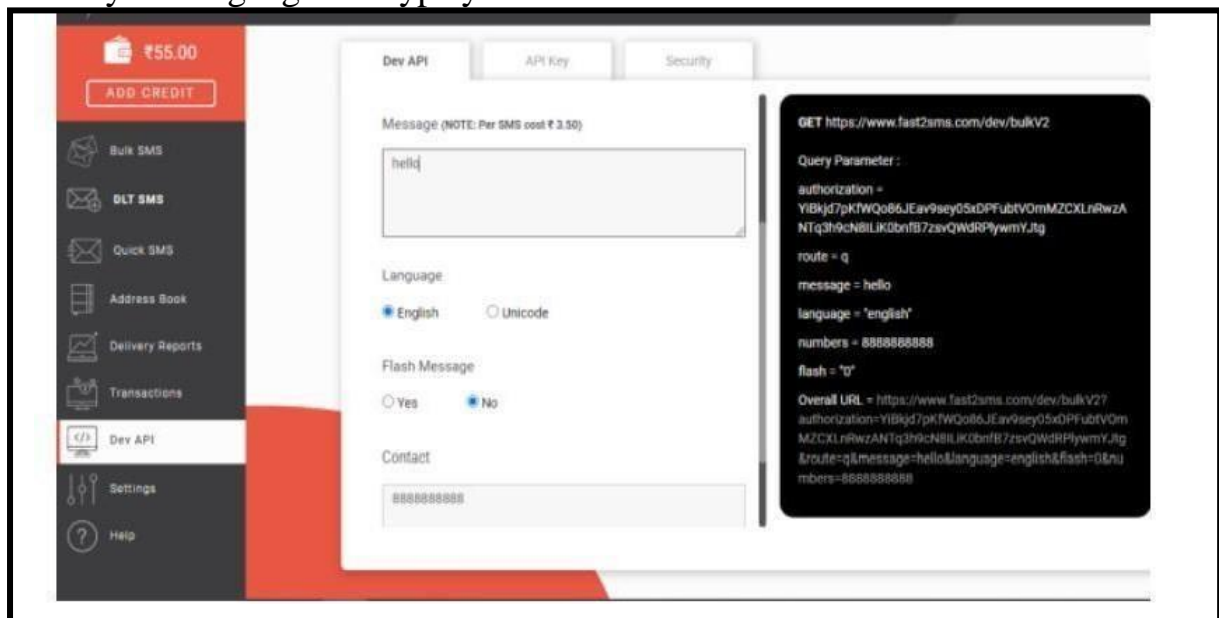 ₹55.00
ADD CREDIT
Bulk SMS
DLT SMS
Quick SMS
Address Book
Delivery Reports
Transactions
Dev API
Settings
Help
Dev API API Key Security
Message (NOTE: Per SMS cost ₹ 3.50)
hello
Language
English Unicode
Flash Message
Yes No
Contact
8888888888
GET https://www.fast2sms.com/dev/bulkV2
Query Parameter :
authorization =
route = q
message = hello
language = "english"
numbers = 8888888888
flash = "0"
Overall URL = https://www.fast2sms.com/dev/bulkV2?
authorization=
&route=q&message=hello&language=english&flash=0&nu
mbers=8888888888